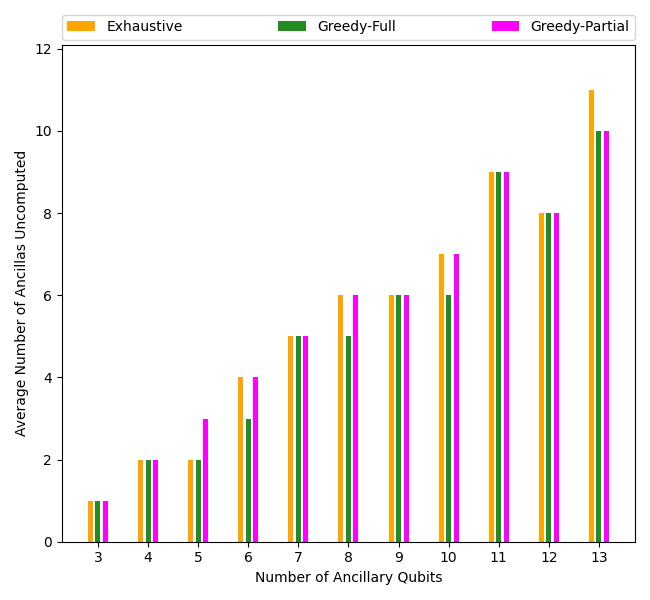 Exhaustive Greedy-Full Greedy-Partial
12
10
8
6
4
2
0
Average Number of Ancillas Uncomputed
3 4 5 6 7 8 9 10 11 12 13
Number of Ancillary Qubits